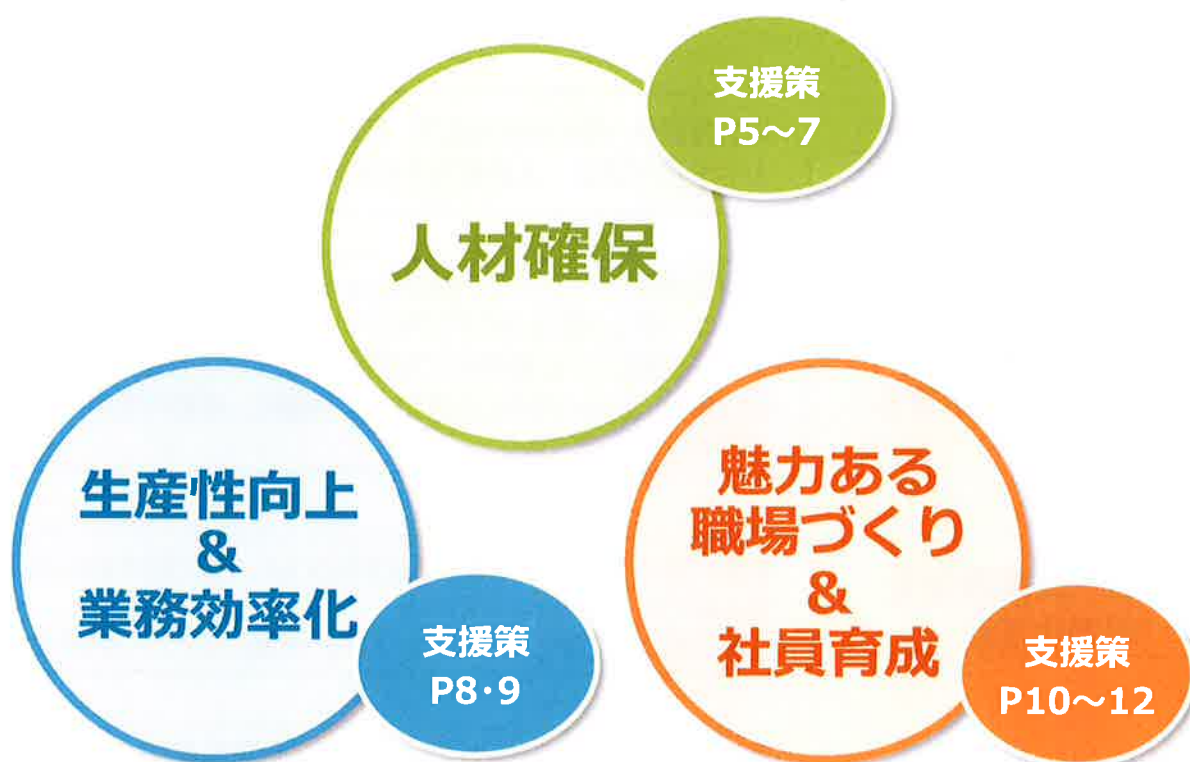 支援策
P5～7
人材確保
生産性向上
&
業務効率化
支援策
P8・9
魅力ある
職場づくり
&
社員育成
支援策
P10～12